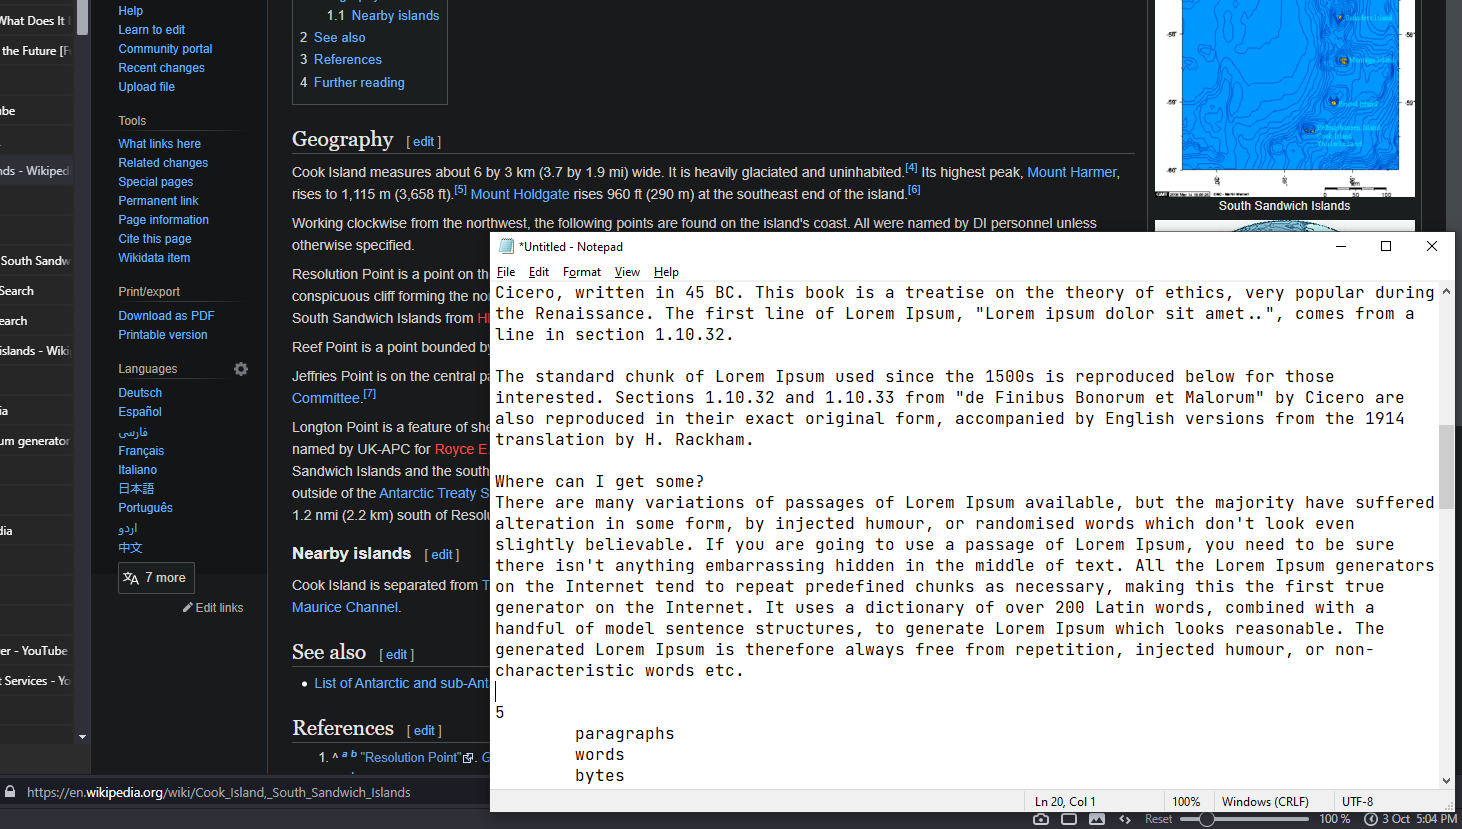 What Does It
the Future [F
ube
nds - Wikiped
South Sandw
Search
earch
islands - Wiki
ia
um generator
dia
er - YouTube
t Services - Yo
Help
Learn to edit
Community portal
Recent changes
Upload file
Tools
What links here
Related changes
Special pages
Permanent link
Page information
Cite this page
Wikidata item
Print/export
Download as PDF
Printable version
Languages
Deutsch
Español
فارسی
Français
Italiano
日本語
Português
اردو
中文
7 more
Edit links
1.1 Nearby islands
2 See also
3 References
4 Further reading
Geography [ edit ]
Cook Island measures about 6 by 3 km (3.7 by 1.9 mi) wide. It is heavily glaciated and uninhabited.[4] Its highest peak, Mount Harmer,
rises to 1,115 m (3,658 ft).[5] Mount Holdgate rises 960 ft (290 m) at the southeast end of the island.[6]
Working clockwise from the northwest, the following points are found on the island's coast. All were named by DI personnel unless
otherwise specified.
Resolution Point is a point on th
conspicuous cliff forming the no
South Sandwich Islands from H
Reef Point is a point bounded by
Jeffries Point is on the central pa
Committee.[7]
Longton Point is a feature of she
named by UK-APC for Royce E
Sandwich Islands and the south
outside of the Antarctic Treaty S
1.2 nmi (2.2 km) south of Resolu
Nearby islands [ edit ]
Cook Island is separated from T
Maurice Channel.
See also [ edit ]
• List of Antarctic and sub-Ant
References [ edit ]
1. ^ a b "Resolution Point". G
https://en.wikipedia.org/wiki/Cook_Island,_South_Sandwich_Islands
-58°
-58°
-59°
-59°
-60°
-60°
Bellingshausen Island
Cook Island
Thule Island
South Sandwich Islands
*Untitled - Notepad
File Edit Format View Help
Cicero, written in 45 BC. This book is a treatise on the theory of ethics, very popular during
the Renaissance. The first line of Lorem Ipsum, "Lorem ipsum dolor sit amet..", comes from a
line in section 1.10.32.
The standard chunk of Lorem Ipsum used since the 1500s is reproduced below for those
interested. Sections 1.10.32 and 1.10.33 from "de Finibus Bonorum et Malorum" by Cicero are
also reproduced in their exact original form, accompanied by English versions from the 1914
translation by H. Rackham.
Where can I get some?
There are many variations of passages of Lorem Ipsum available, but the majority have suffered
alteration in some form, by injected humour, or randomised words which don't look even
slightly believable. If you are going to use a passage of Lorem Ipsum, you need to be sure
there isn't anything embarrassing hidden in the middle of text. All the Lorem Ipsum generators
on the Internet tend to repeat predefined chunks as necessary, making this the first true
generator on the Internet. It uses a dictionary of over 200 Latin words, combined with a
handful of model sentence structures, to generate Lorem Ipsum which looks reasonable. The
generated Lorem Ipsum is therefore always free from repetition, injected humour, or non-
characteristic words etc.
5
paragraphs
words
bytes
Ln 20, Col 1 100% Windows (CRLF) UTF-8
Reset 100 % 3 Oct 5:04 PM